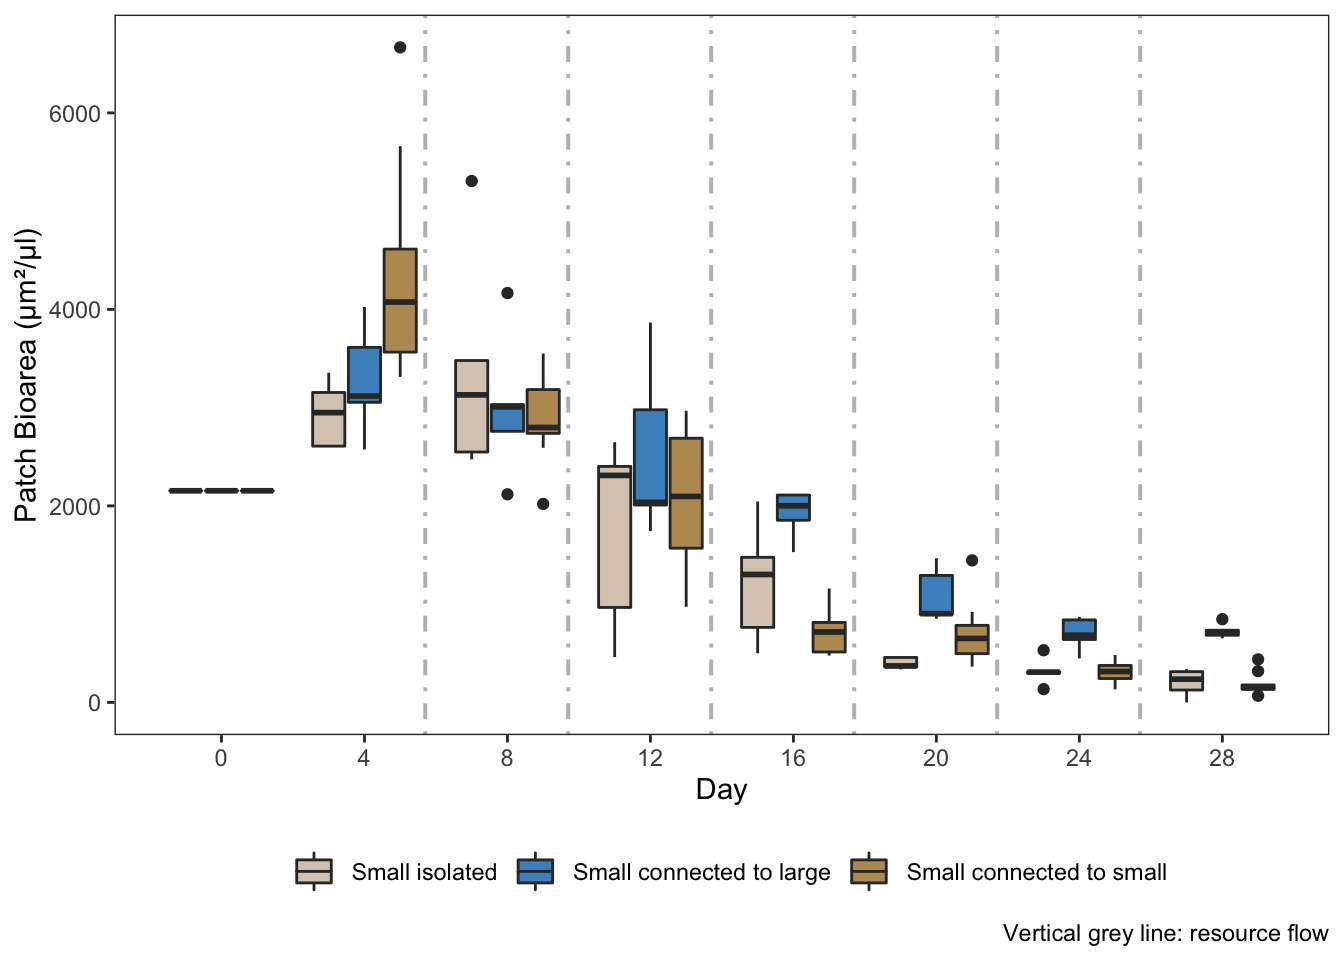 Patch Bioarea (µm²/µl)
6000
4000
2000
0
0 4 8 12 16 20 24 28
Day
Small isolated Small connected to large Small connected to small
Vertical grey line: resource flow